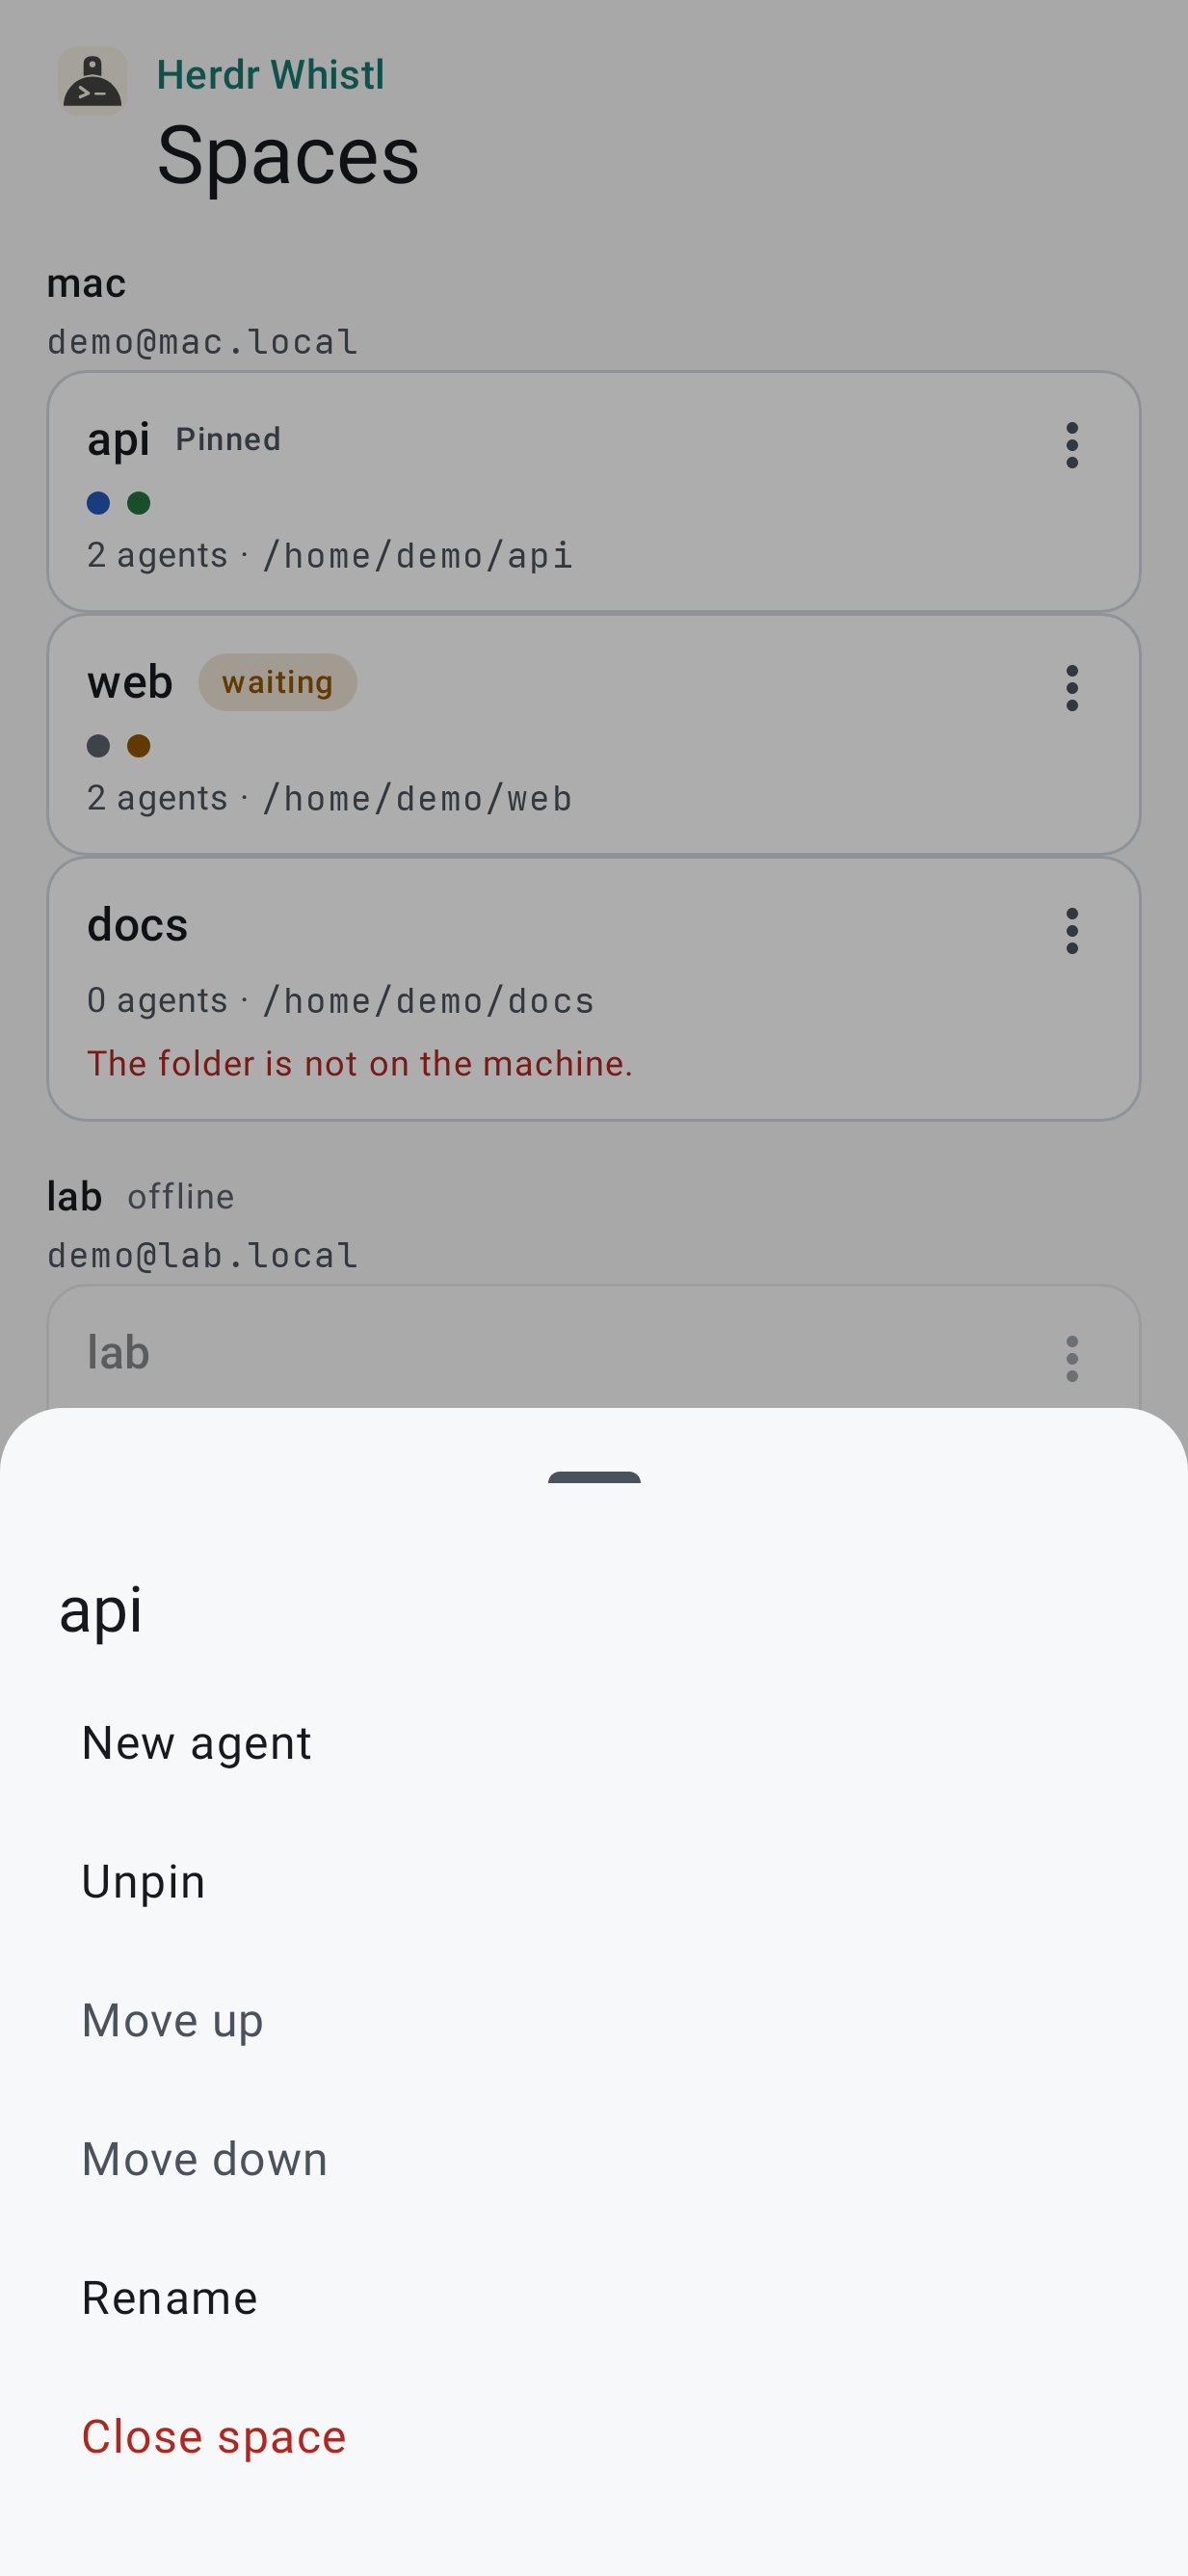 Herdr Whistl
Spaces
mac
demo@mac.local
api Pinned
2 agents · /home/demo/api
web waiting
2 agents · /home/demo/web
docs
0 agents · /home/demo/docs
The folder is not on the machine.
lab offline
demo@lab.local
lab
api
New agent
Unpin
Move up
Move down
Rename
Close space